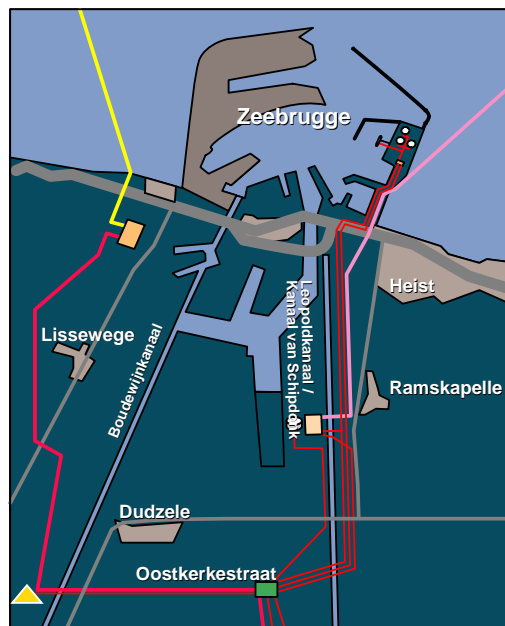 Zeebrugge
Heist
Leopoldkanaal /
Kanaal van Schipdonk
Lissewege
Boudewijnkanaal
Ramskapelle
Dudzele
Oostkerkestraat